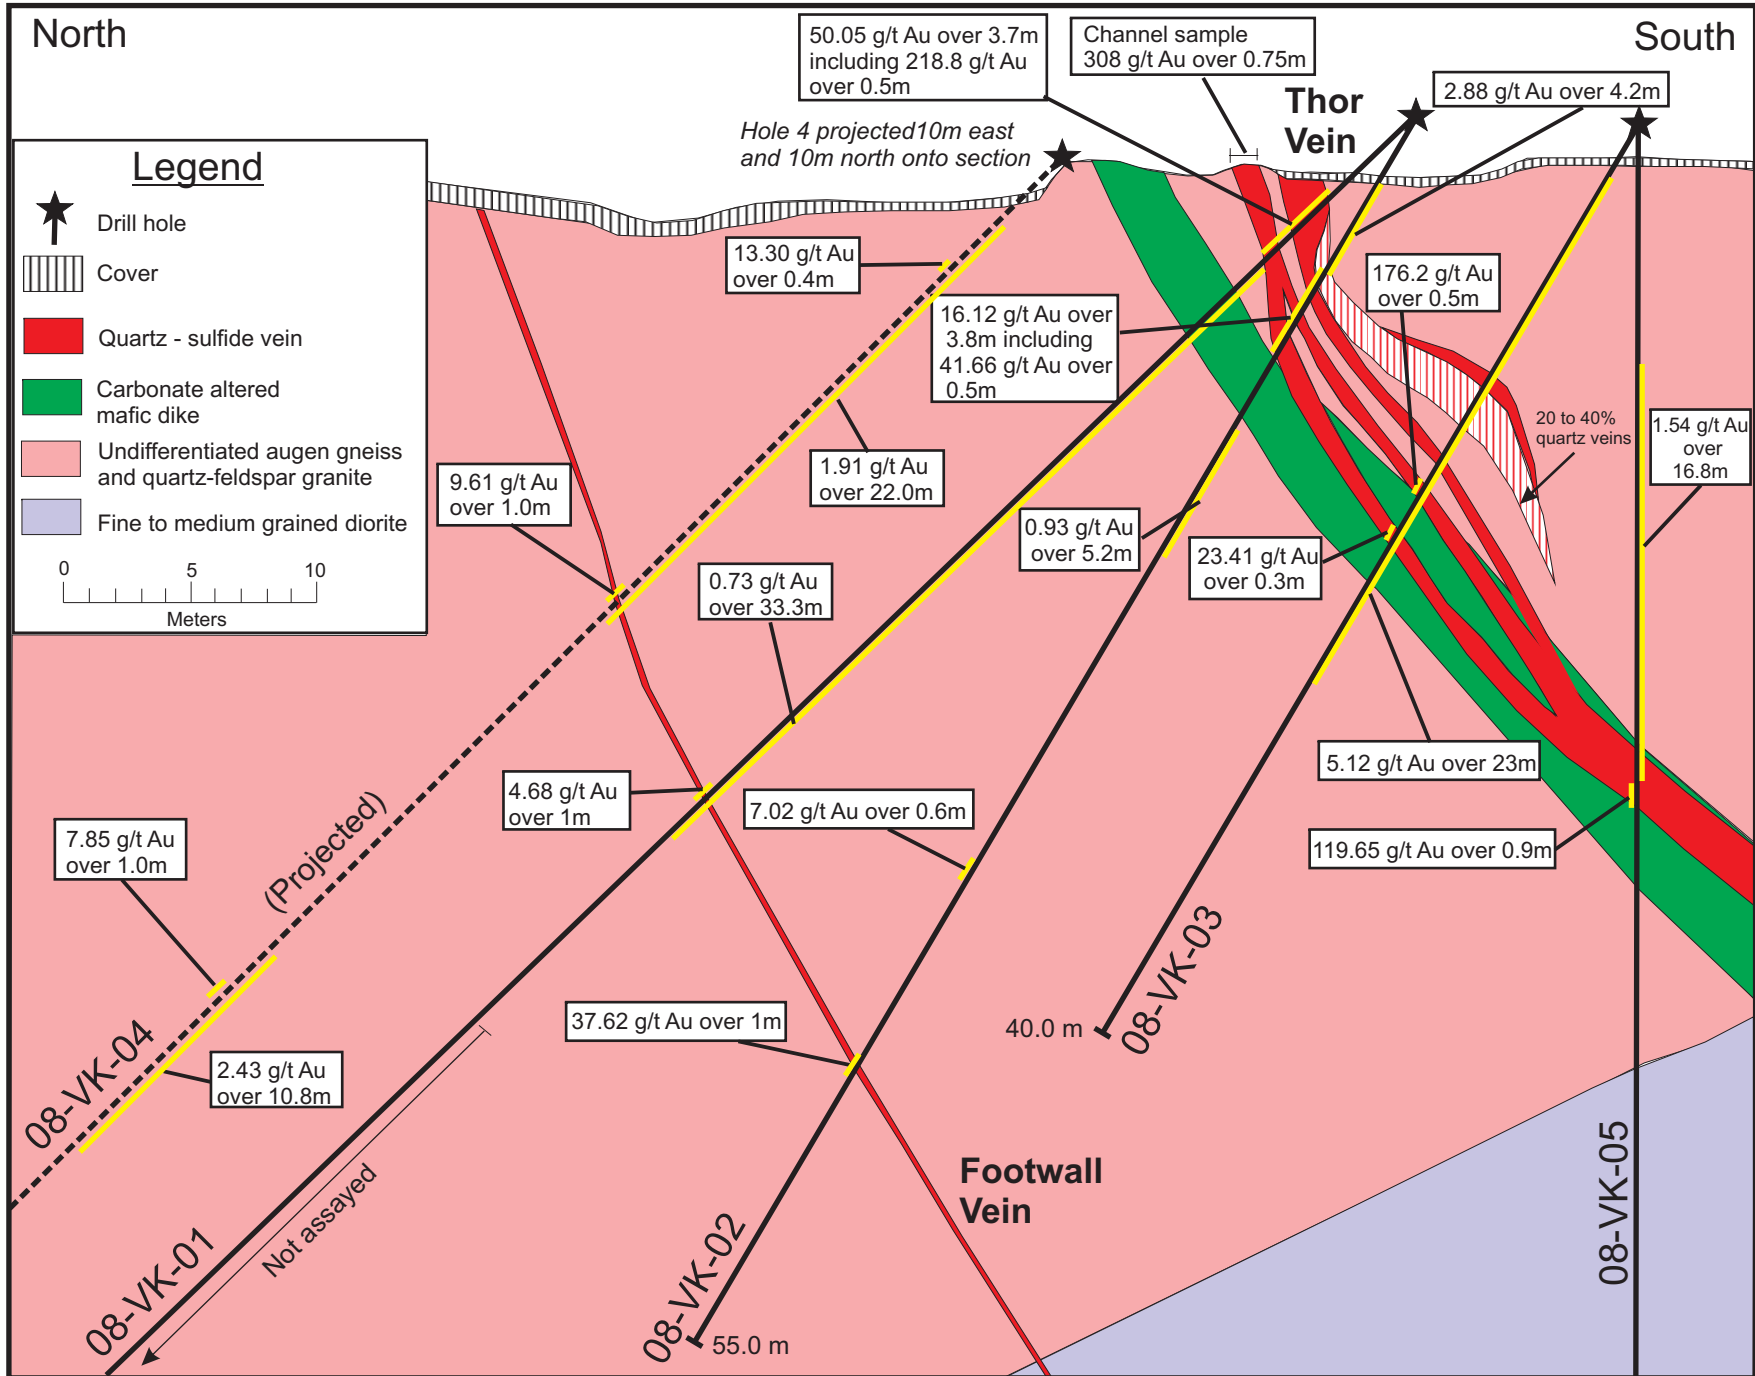 North
South
50.05 g/t Au over 3.7m
including 218.8 g/t Au
over 0.5m
Channel sample
308 g/t Au over 0.75m
Thor
Vein
2.88 g/t Au over 4.2m
Hole 4 projected10m east
and 10m north onto section
Legend
Drill hole
Cover
Quartz - sulfide vein
Carbonate altered
mafic dike
Undifferentiated augen gneiss
and quartz-feldspar granite
Fine to medium grained diorite
0 5 10
Meters
13.30 g/t Au
over 0.4m
16.12 g/t Au over
3.8m including
41.66 g/t Au over
0.5m
176.2 g/t Au
over 0.5m
20 to 40%
quartz veins
1.54 g/t Au
over
16.8m
1.91 g/t Au
over 22.0m
9.61 g/t Au
over 1.0m
0.93 g/t Au
over 5.2m
23.41 g/t Au
over 0.3m
0.73 g/t Au
over 33.3m
5.12 g/t Au over 23m
4.68 g/t Au
over 1m
7.02 g/t Au over 0.6m
119.65 g/t Au over 0.9m
7.85 g/t Au
over 1.0m
(Projected)
37.62 g/t Au over 1m
40.0 m
08-VK-03
08-VK-04
2.43 g/t Au
over 10.8m
Not assayed
08-VK-01
Footwall
Vein
08-VK-02
55.0 m
08-VK-05